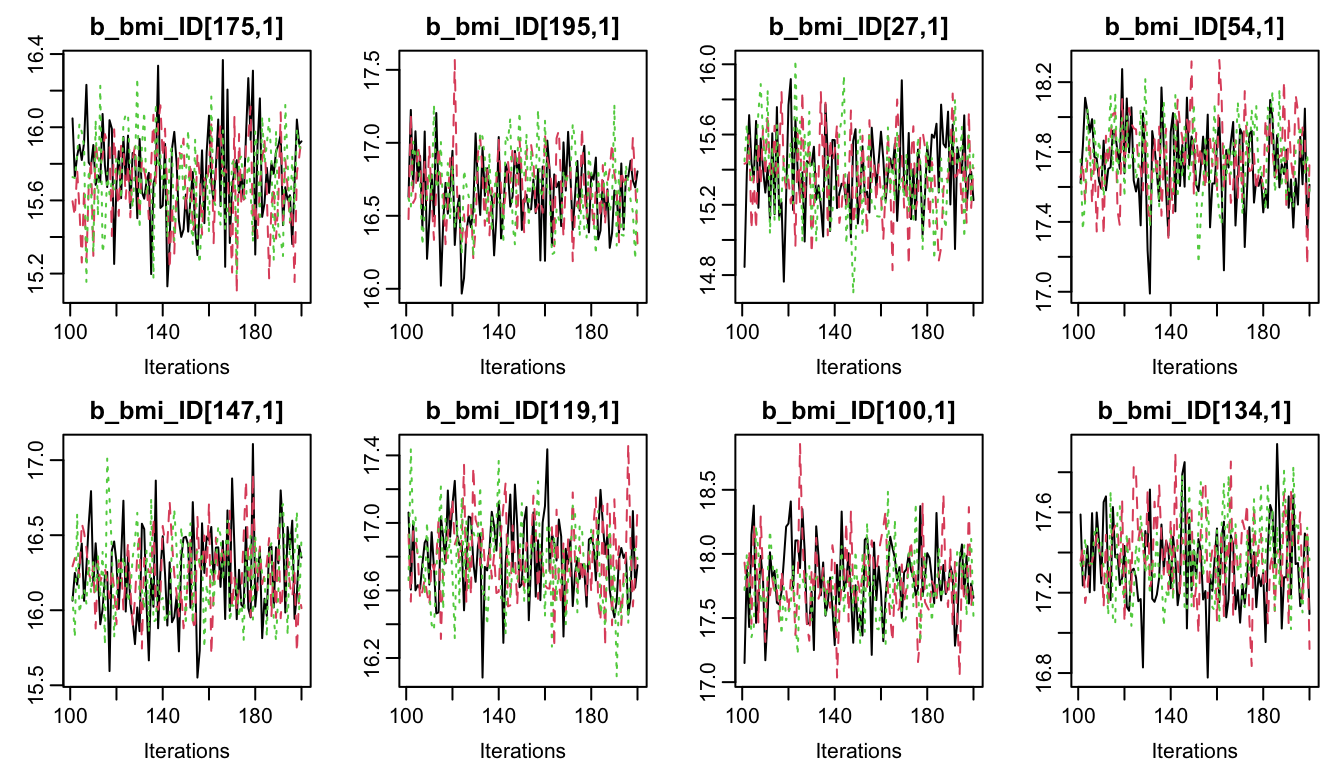 b_bmi_ID[175,1] b_bmi_ID[195,1] b_bmi_ID[27,1] b_bmi_ID[54,1]
16.4 17.5 16.0 18.2
16.0 17.0 15.6 17.8
15.6 16.5 15.2 17.4
15.2 16.0 14.8 17.0
100 140 180 100 140 180 100 140 180 100 140 180
Iterations Iterations Iterations Iterations
b_bmi_ID[147,1] b_bmi_ID[119,1] b_bmi_ID[100,1] b_bmi_ID[134,1]
17.0 17.4 18.5 17.6
16.5 17.0 18.0 17.2
16.0 16.6 17.5 16.8
15.5 16.2 17.0
100 140 180 100 140 180 100 140 180 100 140 180
Iterations Iterations Iterations Iterations